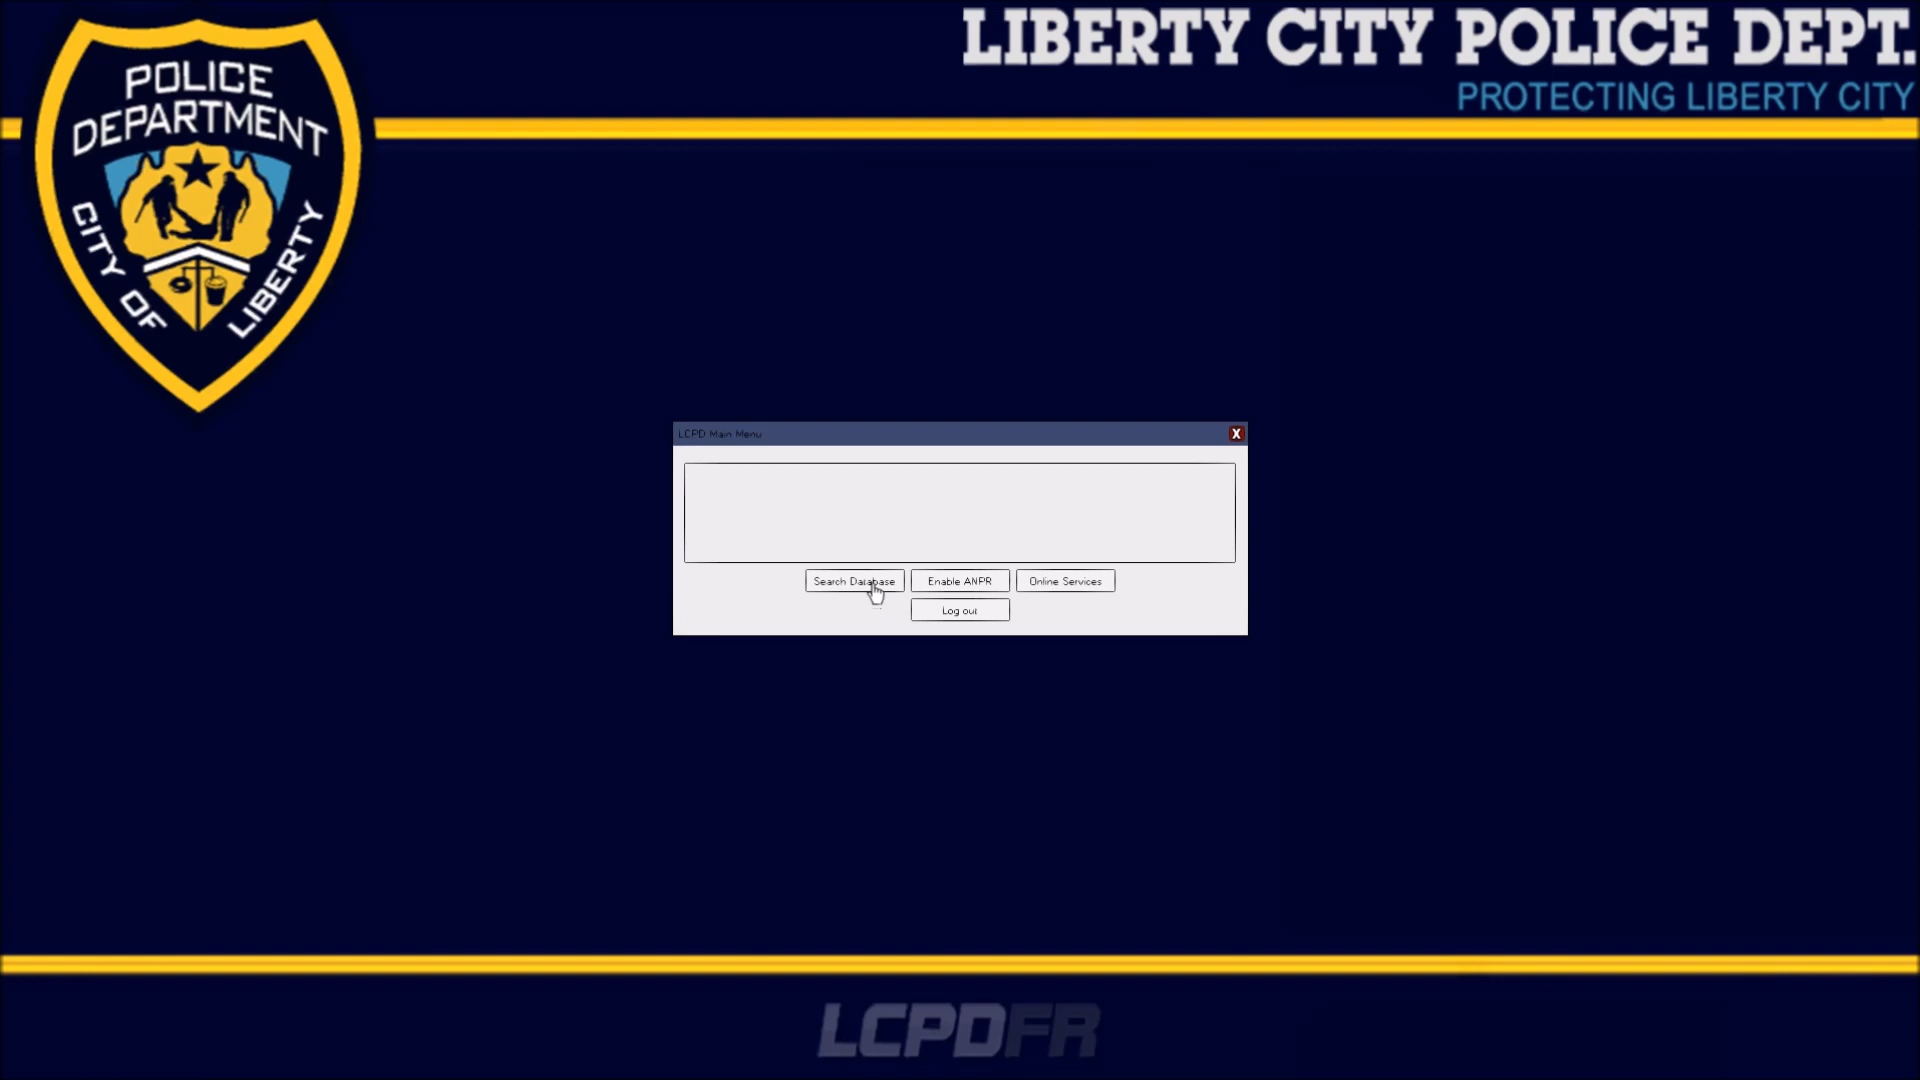 LIBERTY CITY POLICE DEPT.
PROTECTING LIBERTY CITY
POLICE
DEPARTMENT
CITY OF LIBERTY
LCPD Main Menu
X
Search Database
Enable ANPR
Online Services
Log out
LCPDFR